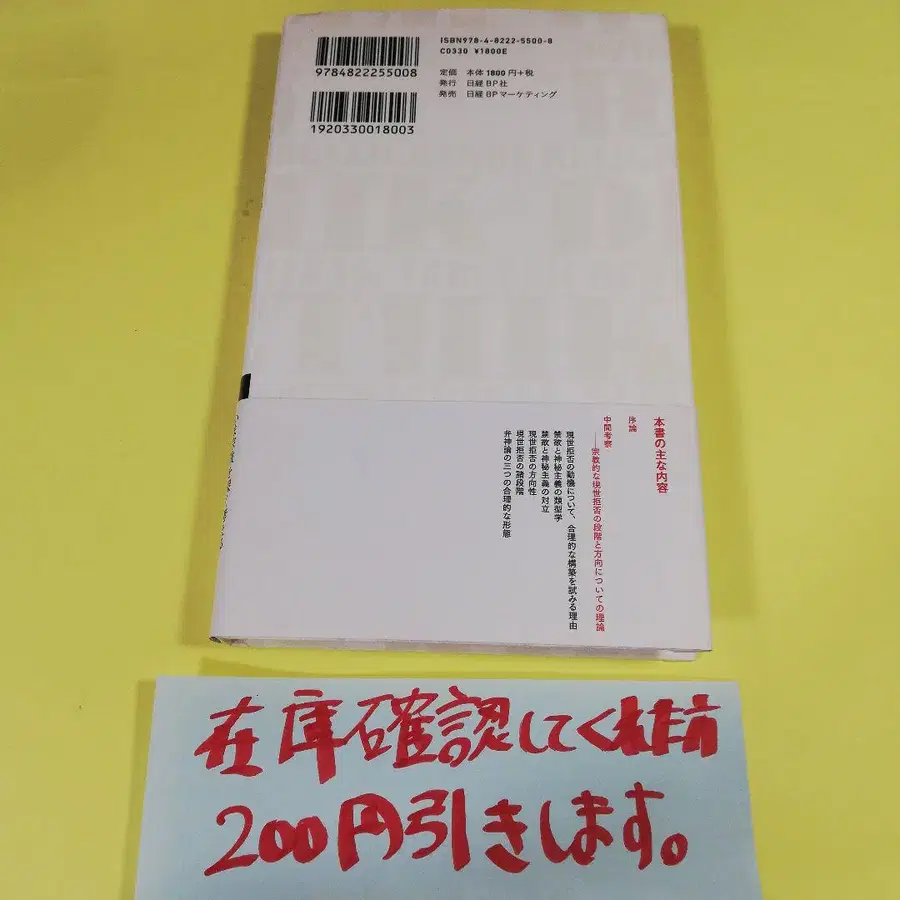 ISBN978-4-8222-5500-8
C0330 ¥1800E
定価 本体1800円+税
発行 日経BP社
発売 日経BPマーケティング
9784822255008
1920330018003
本書の主な内容
序論
中間考察
──宗教的な現世拒否の段階と方向についての理論
現世拒否の動機について、合理的な構築を試みる理由
禁欲と神秘主義の類型学
禁欲と神秘主義の対立
現世拒否の方向性
現世拒否の諸段階
弁神論の三つの合理的な形態
在庫確認してくれ
200円引きします。